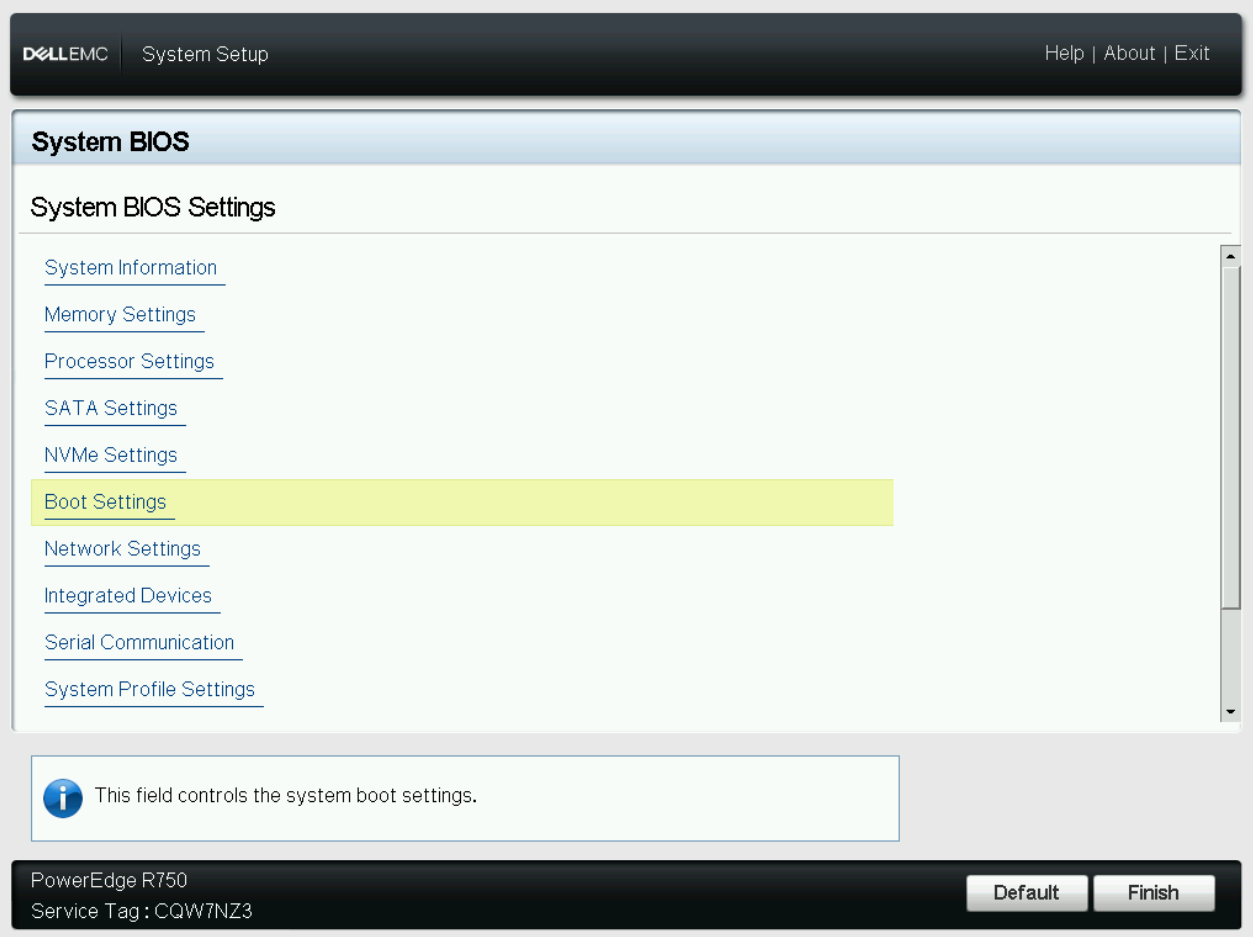 DELLEMC System Setup Help | About | Exit
System BIOS
System BIOS Settings
System Information
Memory Settings
Processor Settings
SATA Settings
NVMe Settings
Boot Settings
Network Settings
Integrated Devices
Serial Communication
System Profile Settings
This field controls the system boot settings.
PowerEdge R750
Service Tag : CQW7NZ3
Default Finish